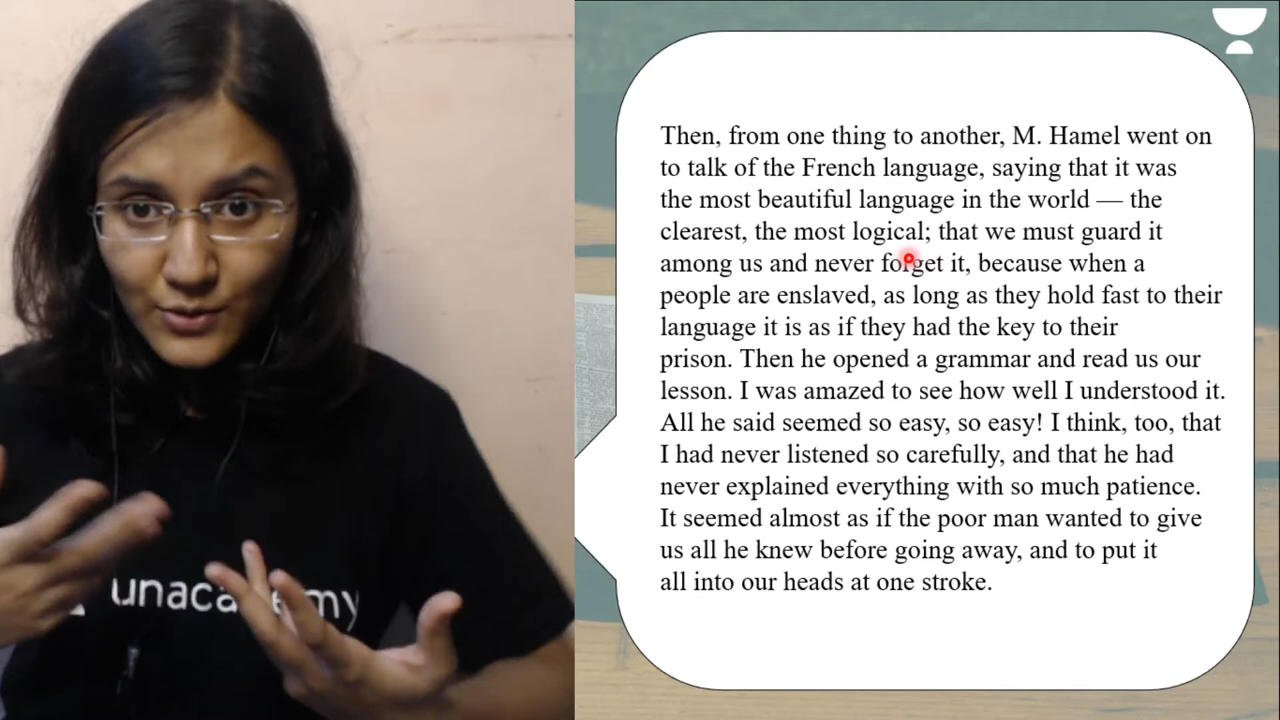 Then, from one thing to another, M. Hamel went on
to talk of the French language, saying that it was
the most beautiful language in the world — the
clearest, the most logical; that we must guard it
among us and never forget it, because when a
people are enslaved, as long as they hold fast to their
language it is as if they had the key to their
prison. Then he opened a grammar and read us our
lesson. I was amazed to see how well I understood it.
All he said seemed so easy, so easy! I think, too, that
I had never listened so carefully, and that he had
never explained everything with so much patience.
It seemed almost as if the poor man wanted to give
us all he knew before going away, and to put it
all into our heads at one stroke.
unacademy